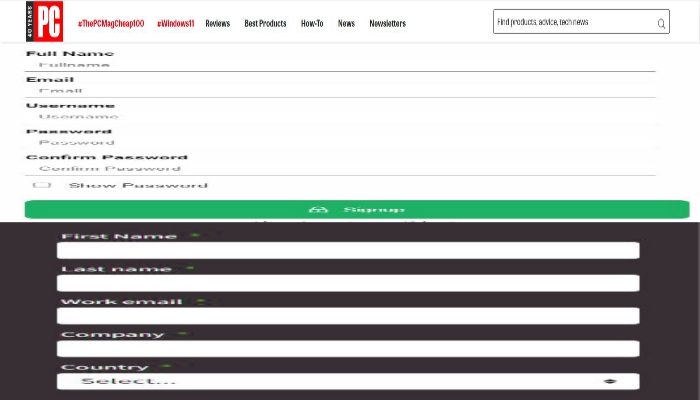 40 YEARS PC #ThePCMagCheap100 #Windows11 Reviews Best Products How-To News Newsletters Find products, advice, tech news
Full Name
Fullname
Email
Email
Username
Username
Password
Password
Confirm Password
Confirm Password
Show Password
Signup
First Name *
Last name *
Work email *
Company *
Country *
Select...